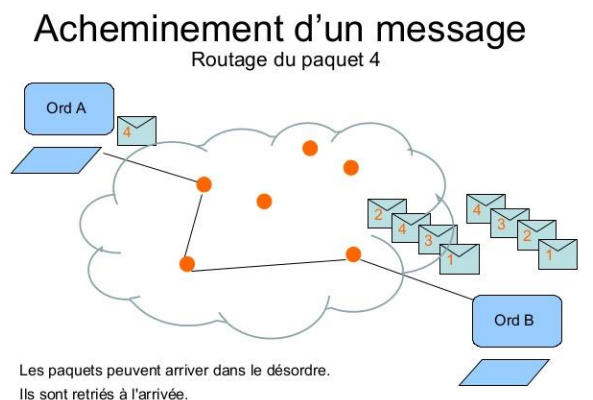 Acheminement d'un message
Routage du paquet 4
Ord A
4
2
4
3
1
4
3
2
1
Ord B
Les paquets peuvent arriver dans le désordre.
Ils sont retriés à l'arrivée.